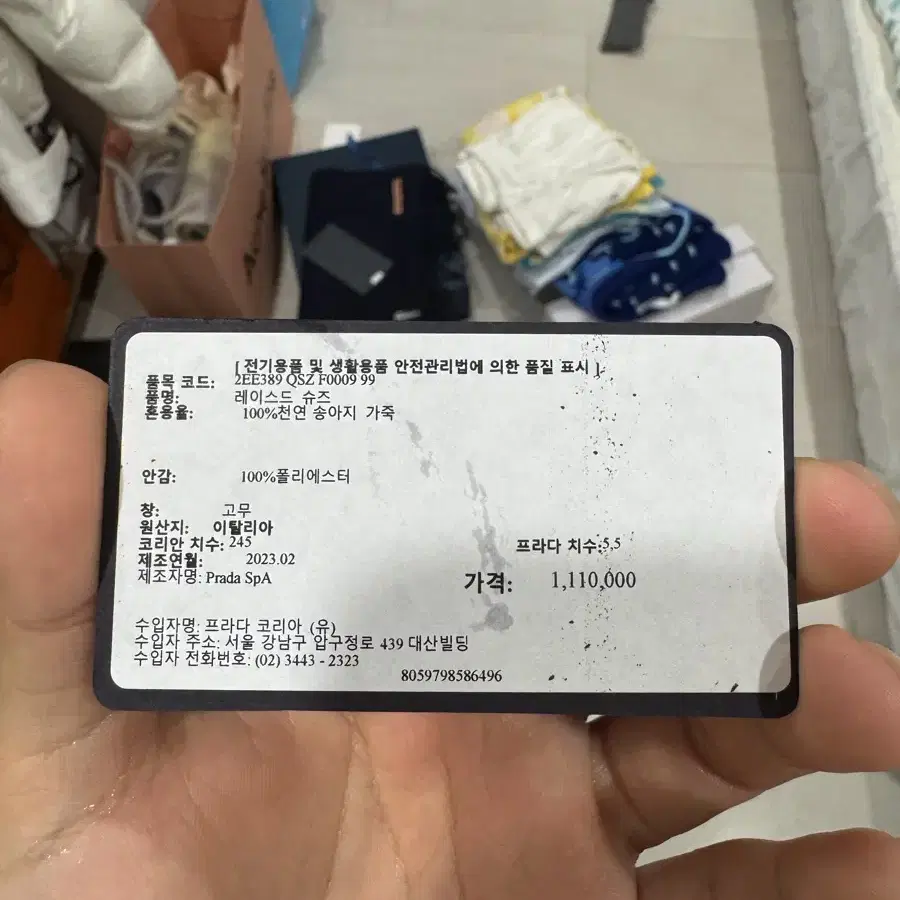 [ 전기용품 및 생활용품 안전관리법에 의한 품질 표시 ]
품목 코드: 2EE389 QSZ F0009 99
품명: 레이스드 슈즈
혼용율: 100%천연 송아지 가죽
안감: 100%폴리에스터
창: 고무
원산지: 이탈리아
코리안 치수: 245 프라다 치수:5,5
제조연월: 2023.02
제조자명: Prada SpA 가격: 1,110,000
수입자명: 프라다 코리아 (유)
수입자 주소: 서울 강남구 압구정로 439 대산빌딩
수입자 전화번호: (02) 3443 - 2323
8059798586496